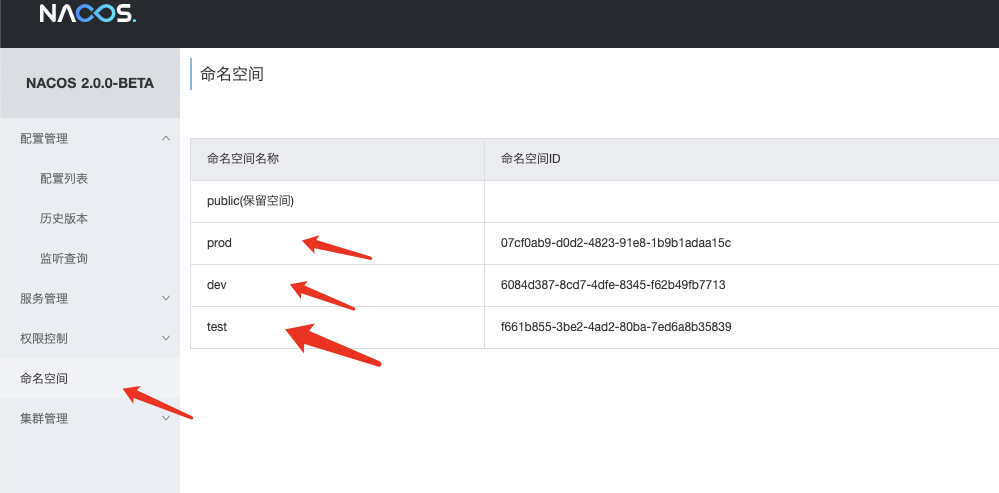 NACOS.
NACOS 2.0.0-BETA
配置管理
配置列表
历史版本
监听查询
服务管理
权限控制
命名空间
集群管理
命名空间
命名空间名称 命名空间ID
public(保留空间)
prod 07cf0ab9-d0d2-4823-91e8-1b9b1adaa15c
dev 6084d387-8cd7-4dfe-8345-f62b49fb7713
test f661b855-3be2-4ad2-80ba-7ed6a8b35839